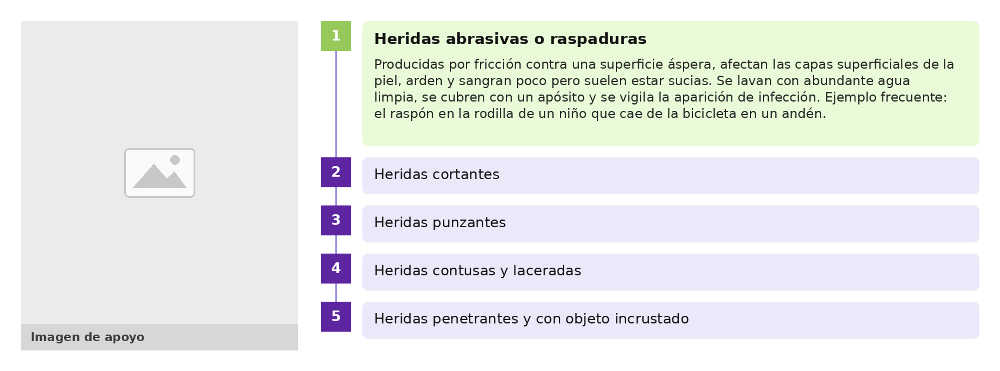 1
Heridas abrasivas o raspaduras
Producidas por fricción contra una superficie áspera, afectan las capas superficiales de la
piel, arden y sangran poco pero suelen estar sucias. Se lavan con abundante agua
limpia, se cubren con un apósito y se vigila la aparición de infección. Ejemplo frecuente:
el raspón en la rodilla de un niño que cae de la bicicleta en un andén.
2
Heridas cortantes
3
Heridas punzantes
4
Heridas contusas y laceradas
5
Heridas penetrantes y con objeto incrustado
Imagen de apoyo